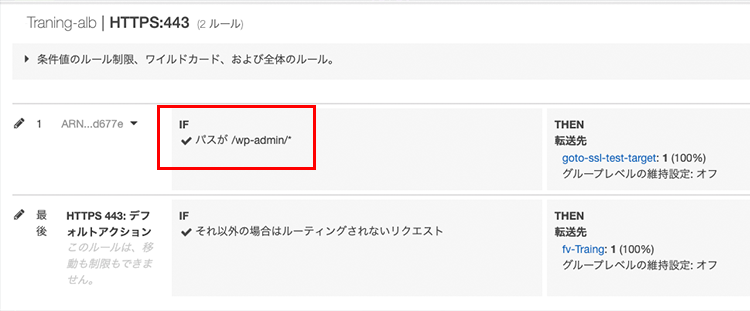 Traning-alb | HTTPS:443 (2 ルール)
条件値のルール制限、ワイルドカード、および全体のルール。
1 ARN...d677e
IF
パスが /wp-admin/*
THEN
転送先
goto-ssl-test-target: 1 (100%)
グループレベルの維持設定: オフ
最後
HTTPS 443: デフ
ォルトアクション
このルールは、移
動も制限もできま
せん。
IF
それ以外の場合はルーティングされないリクエスト
THEN
転送先
fv-Traing: 1 (100%)
グループレベルの維持設定: オフ